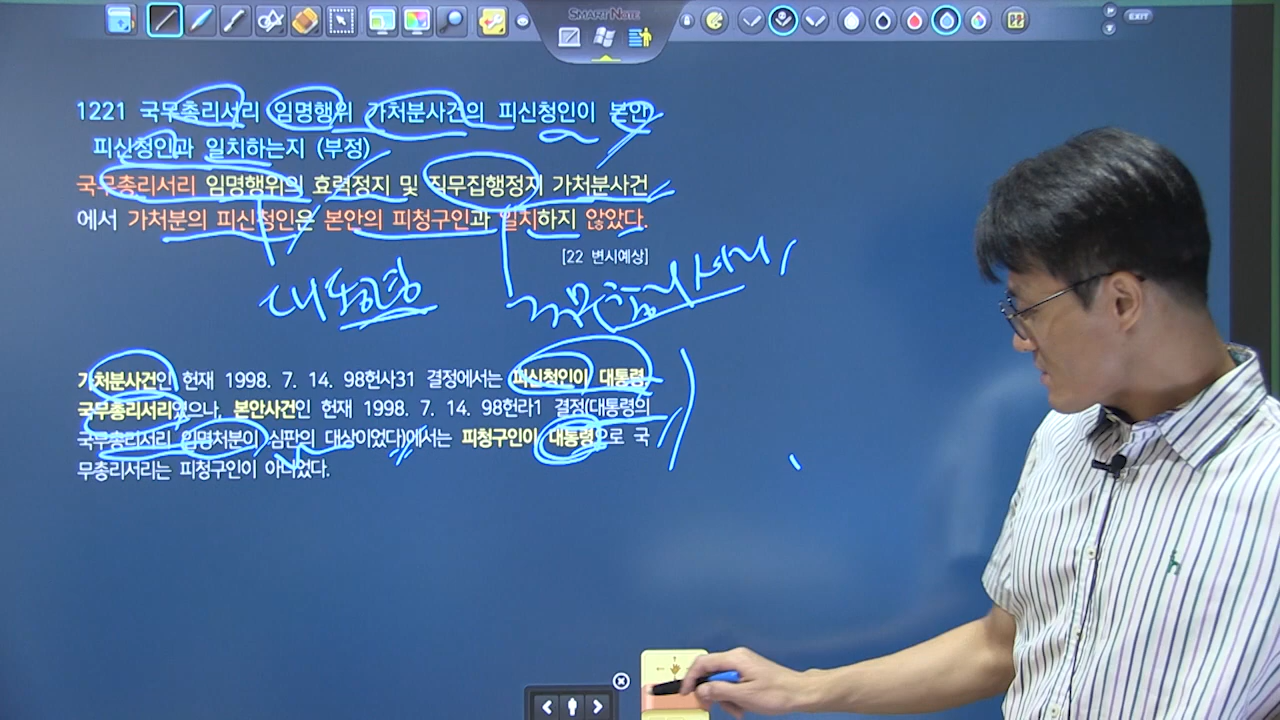 SMART NOTE
EXIT
1221 국무총리서리 임명행위 가처분사건의 피신청인이 본안
피신청인과 일치하는지 (부정)
국무총리서리 임명행위의 효력정지 및 직무집행정지 가처분사건
에서 가처분의 피신청인은 본안의 피청구인과 일치하지 않았다.
[22 변시예상]
대통령
국무총리서리
가처분사건인 헌재 1998. 7. 14. 98헌사31 결정에서는 피신청인이 대통령,
국무총리서리였으나, 본안사건인 헌재 1998. 7. 14. 98헌라1 결정(대통령의
국무총리서리 임명처분이 심판의 대상이었다)에서는 피청구인이 대통령으로 국
무총리서리는 피청구인이 아니었다.